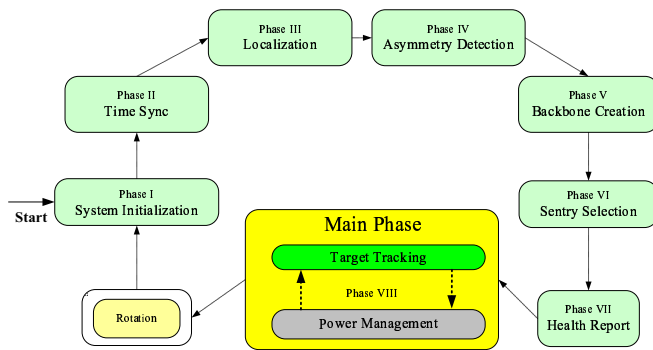 Phase III
Localization
Phase IV
Asymmetry Detection
Phase II
Time Sync
Phase V
Backbone Creation
Phase I
System Initialization
Start
Phase VI
Sentry Selection
Main Phase
Target Tracking
Phase VIII
Power Management
Rotation
Phase VII
Health Report